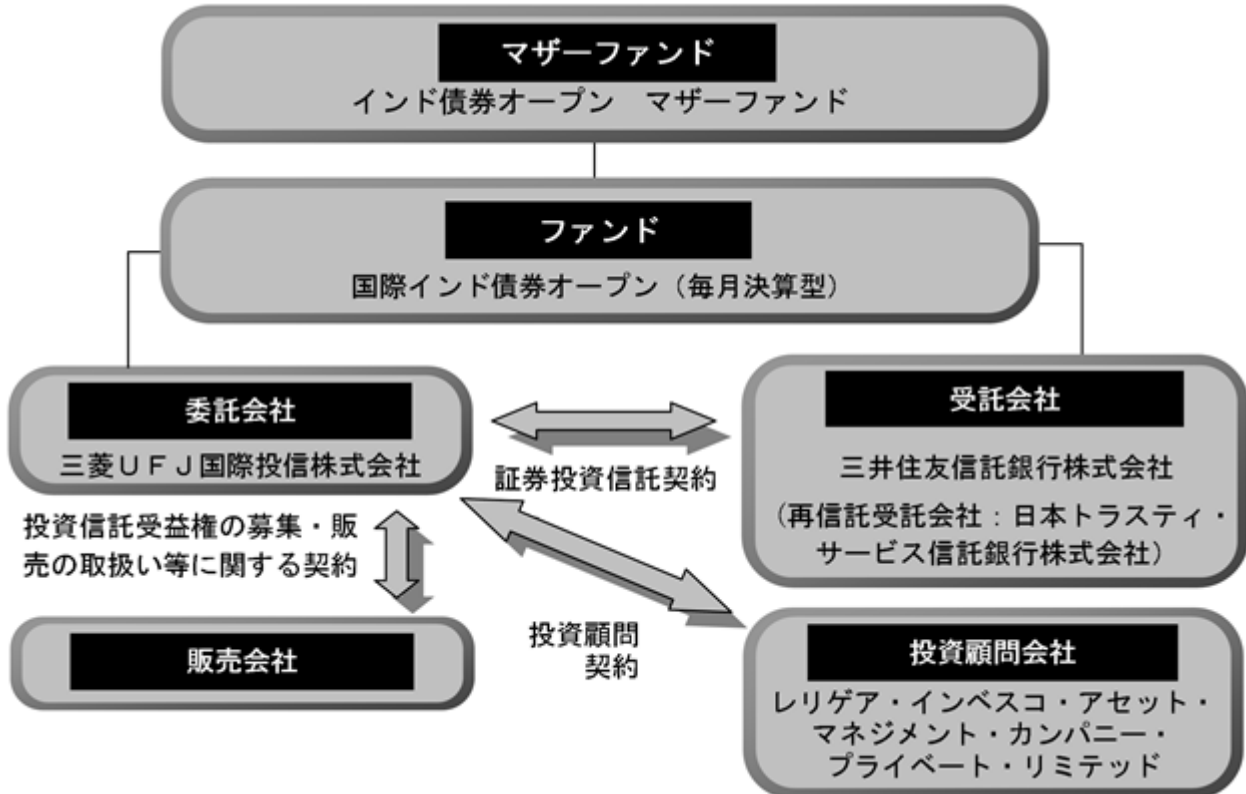 マザーファンド
インド債券オープン　マザーファンド
ファンド
国際インド債券オープン（毎月決算型）
委託会社
三菱ＵＦＪ国際投信株式会社
証券投資信託契約
受託会社
三井住友信託銀行株式会社
（再信託受託会社：日本トラスティ・
サービス信託銀行株式会社）
投資信託受益権の募集・販
売の取扱い等に関する契約
販売会社
投資顧問
契約
投資顧問会社
レリゲア・インベスコ・アセット・
マネジメント・カンパニー・
プライベート・リミテッド